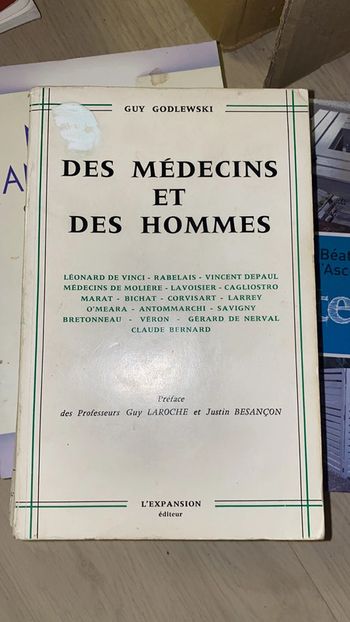 GUY GODLEWSKI
DES MÉDECINS
ET
DES HOMMES
LÉONARD DE VINCI - RABELAIS - VINCENT DEPAUL
MÉDECINS DE MOLIÈRE - LAVOISIER - CAGLIOSTRO
MARAT - BICHAT - CORVISART - LARREY
O'MEARA - ANTOMMARCHI - SAVIGNY
BRETONNEAU - VÉRON - GÉRARD DE NERVAL
CLAUDE BERNARD
Préface
des Professeurs Guy LAROCHE et Justin BESANÇON
L'EXPANSION
éditeur
Béa
d'Asc